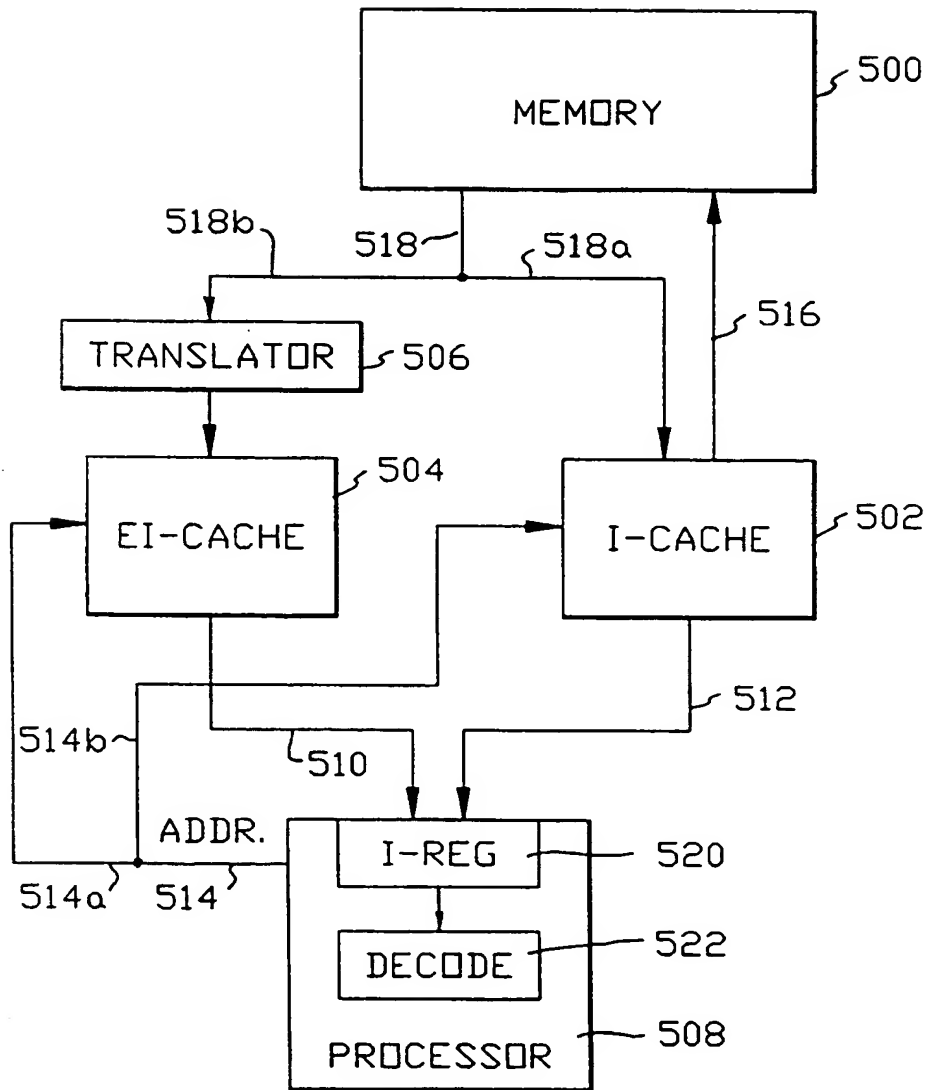 MEMORY
500
518b
518
518a
516
TRANSLATOR
506
EI-CACHE
504
I-CACHE
502
512
514b
510
ADDR.
514a
514
I-REG
520
DECODE
522
PROCESSOR
508